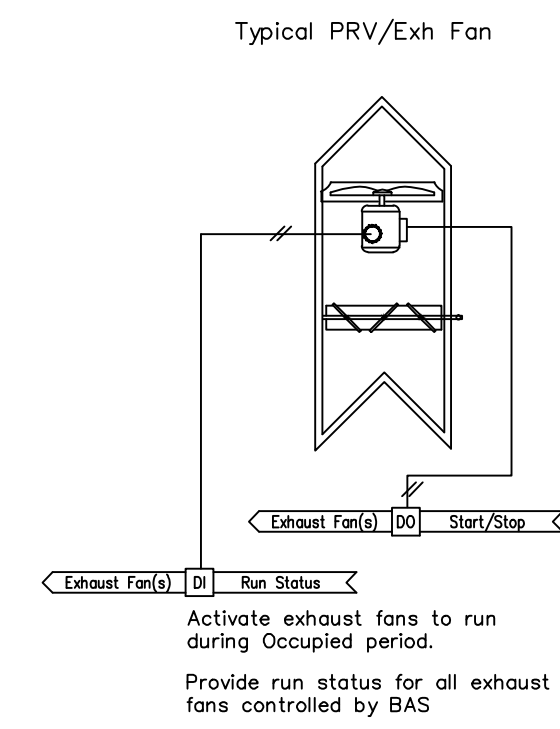 Typical PRV/Exh Fan
Exhaust Fan(s) DO Start/Stop
Exhaust Fan(s) DI Run Status
Activate exhaust fans to run
during Occupied period.
Provide run status for all exhaust
fans controlled by BAS